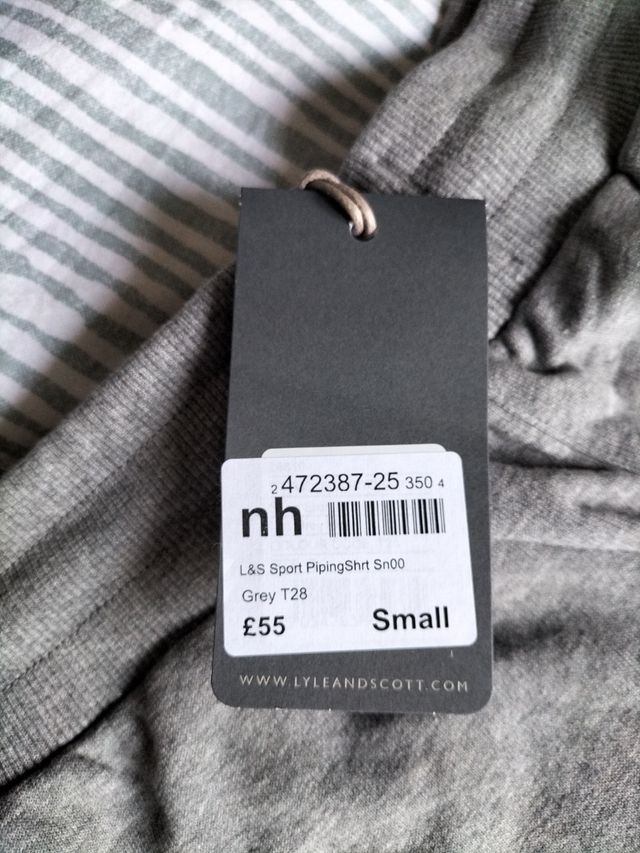 2 472387-25 350 4
nh
L&S Sport PipingShrt Sn00
Grey T28
£55 Small
WWW.LYLEANDSCOTT.COM